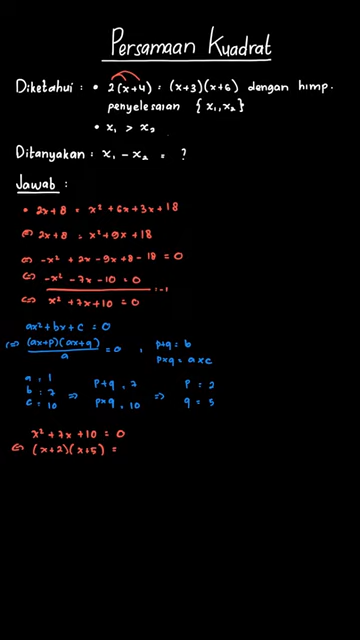 Persamaan Kuadrat
Diketahui : • 2(x+4) = (x+3)(x+6) dengan himp.
penyelesaian {x₁, x₂}
• x₁ > x₂
Ditanyakan : x₁ - x₂ = ?
Jawab :
• 2x+8 = x² + 6x + 3x + 18
⇔ 2x+8 = x² + 9x + 18
⇔ -x² + 2x - 9x + 8 - 18 = 0
⇔ -x² - 7x - 10 = 0
: -1
⇔ x² + 7x + 10 = 0
ax² + bx + c = 0
⇔ (ax+p)(ax+q) / a = 0 , p+q = b
p×q = a×c
a = 1
b = 7 ⇒ p+q = 7 ⇒ p = 2
c = 10 p×q = 10 q = 5
x² + 7x + 10 = 0
⇔ (x+2)(x+5) =